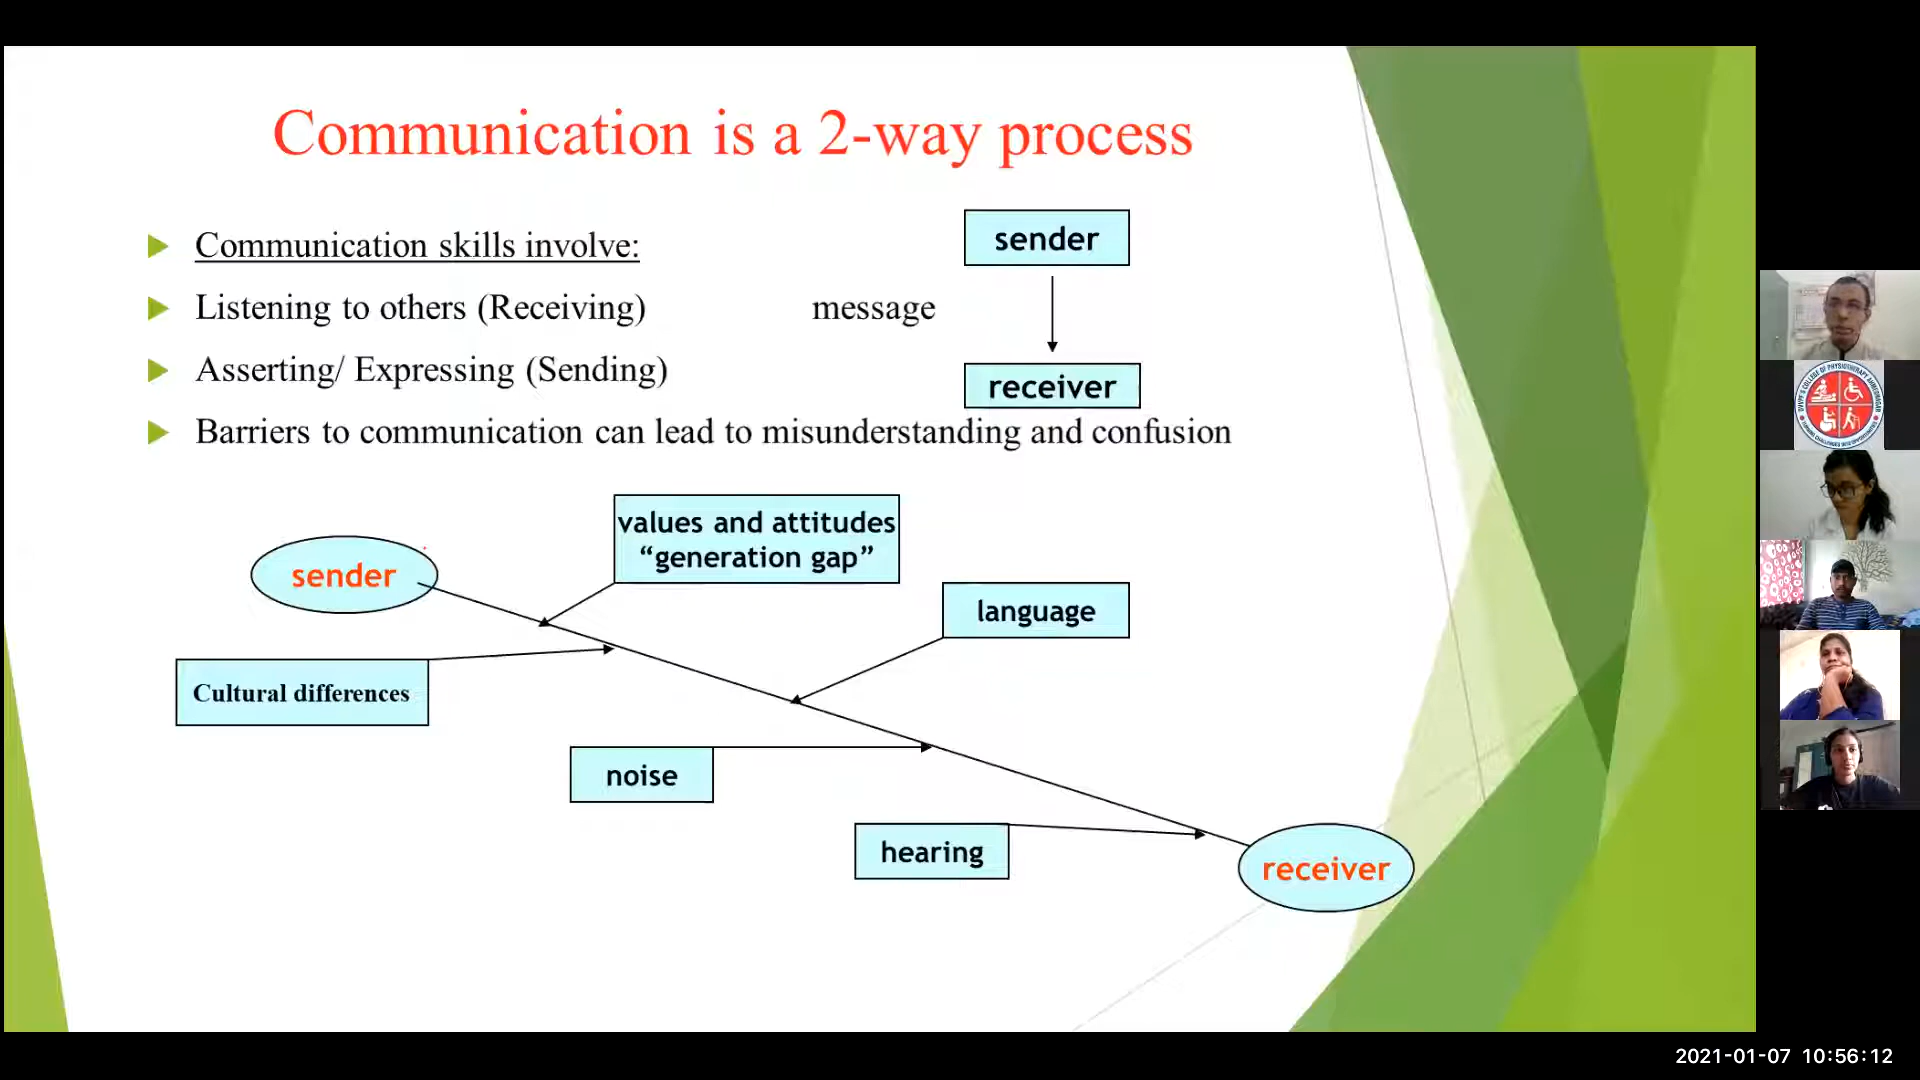 Communication is a 2-way process
Communication skills involve:
Listening to others (Receiving)
Asserting/ Expressing (Sending)
Barriers to communication can lead to misunderstanding and confusion
sender
message
receiver
values and attitudes
“generation gap”
sender
language
Cultural differences
noise
hearing
receiver
2021-01-07 10:56:12